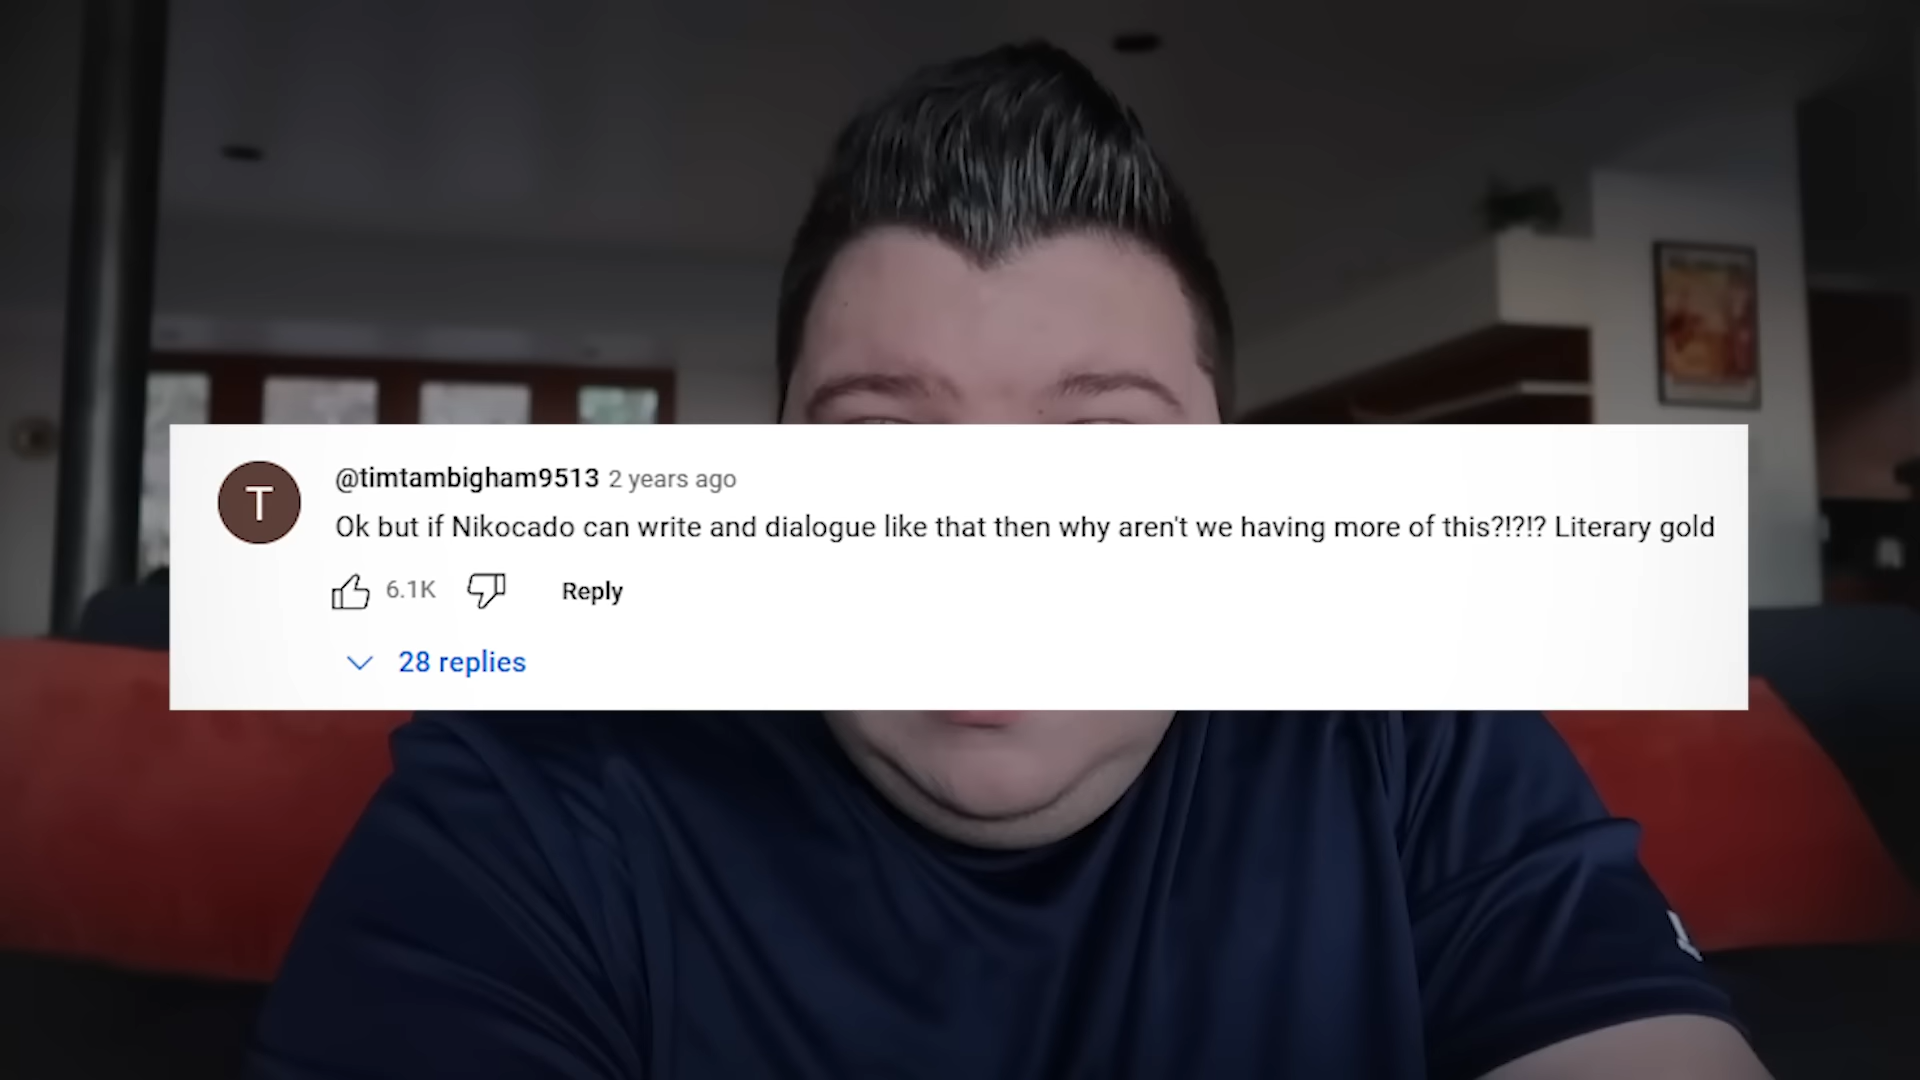 T
@timtambigham9513 2 years ago
Ok but if Nikocado can write and dialogue like that then why aren't we having more of this?!?!? Literary gold
6.1K Reply
28 replies